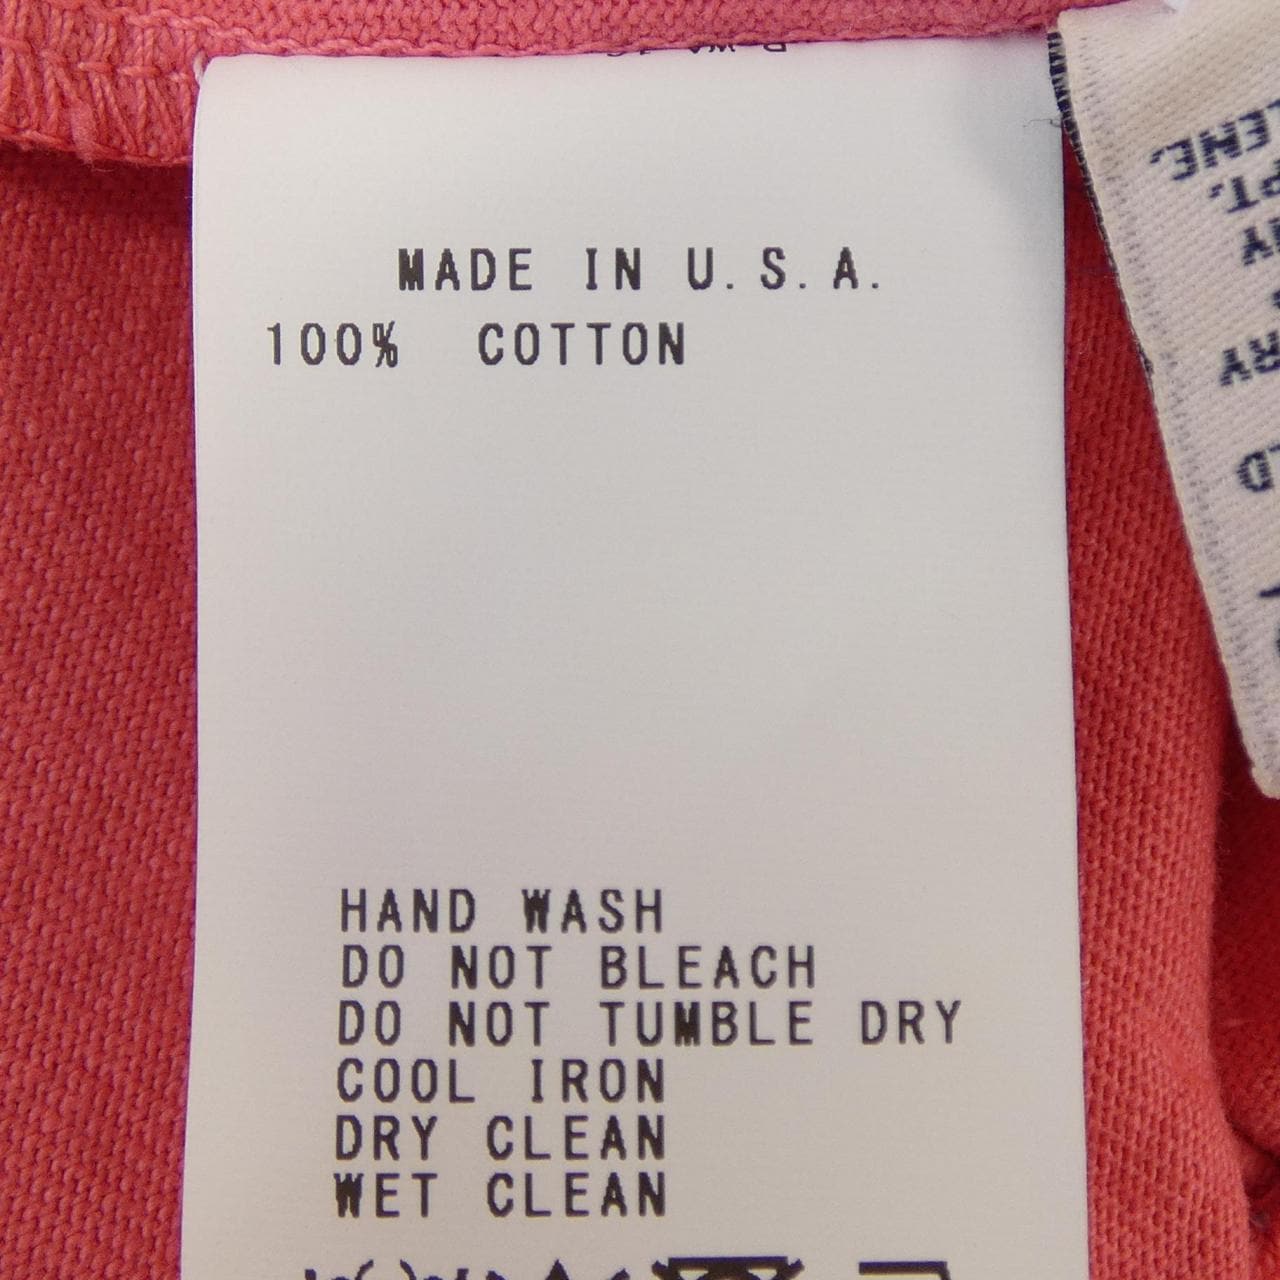 MADE IN U.S.A.
100% COTTON
HAND WASH
DO NOT BLEACH
DO NOT TUMBLE DRY
COOL IRON
DRY CLEAN
WET CLEAN